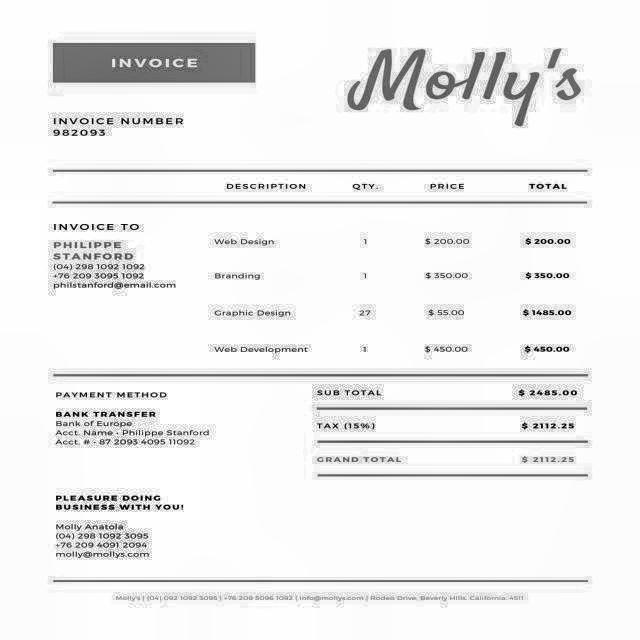 INVOICE
Molly's
INVOICE NUMBER
982093
DESCRIPTION QTY. PRICE TOTAL
INVOICE TO
PHILIPPE
STANFORD
(04) 298 1092 1092
+76 209 3095 1092
philstanford@email.com
Web Design 1 $ 200.00 $ 200.00
Branding 1 $ 350.00 $ 350.00
Graphic Design 27 $ 55.00 $ 1485.00
Web Development 1 $ 450.00 $ 450.00
PAYMENT METHOD
BANK TRANSFER
Bank of Europe
Acct. Name - Philippe Stanford
Acct. # - 87 2093 4095 11092
SUB TOTAL $ 2485.00
TAX (15%) $ 2112.25
GRAND TOTAL $ 2112.25
PLEASURE DOING
BUSINESS WITH YOU!
Molly Anatola
(04) 298 1092 3095
+76 209 4091 2094
molly@mollys.com
Molly's | (04) 092 1092 3095 | +76 209 3096 1092 | info@mollys.com | Rodeo Drive, Beverly Hills, California, 4511